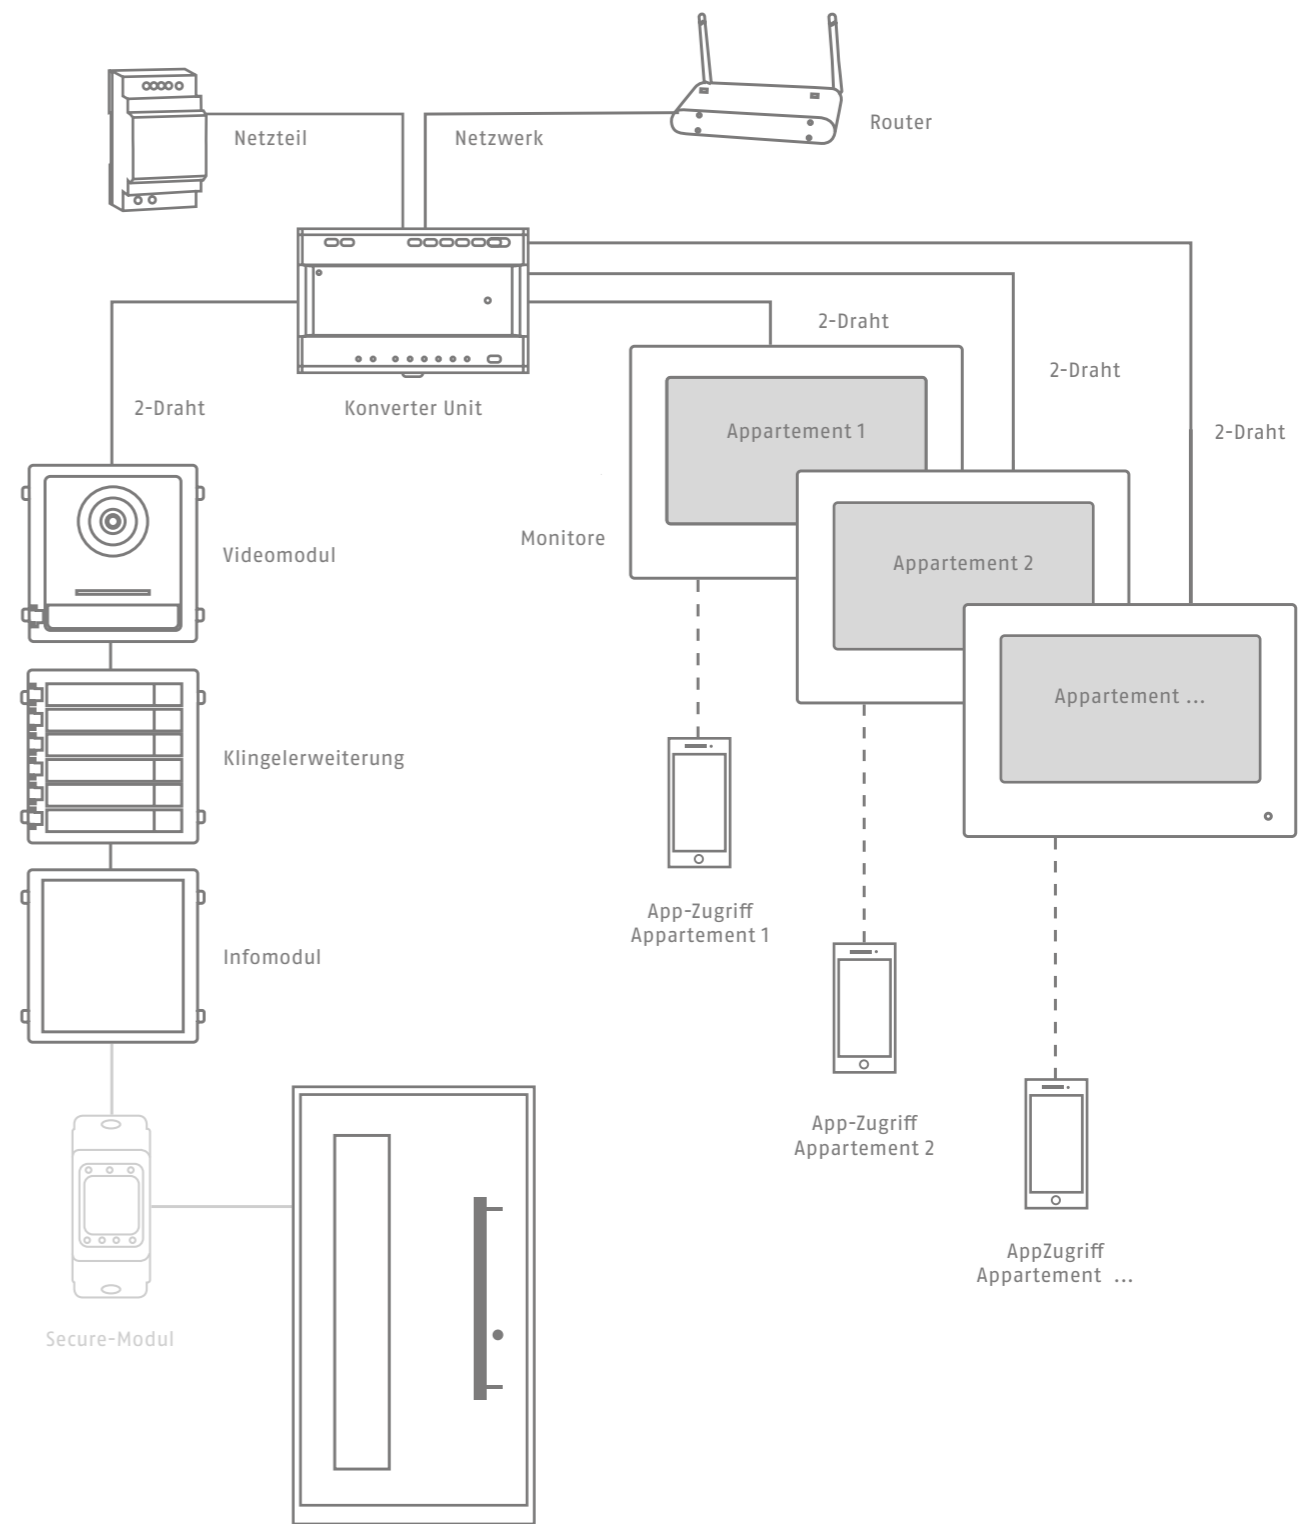 Netzteil
Netzwerk
Router
2-Draht
2-Draht
2-Draht
Konverter Unit
2-Draht
Appartement 1
Monitore
Videomodul
Appartement 2
Appartement ...
Klingelerweiterung
App-Zugriff
Appartement 1
Infomodul
App-Zugriff
Appartement 2
AppZugriff
Appartement ...
Secure-Modul